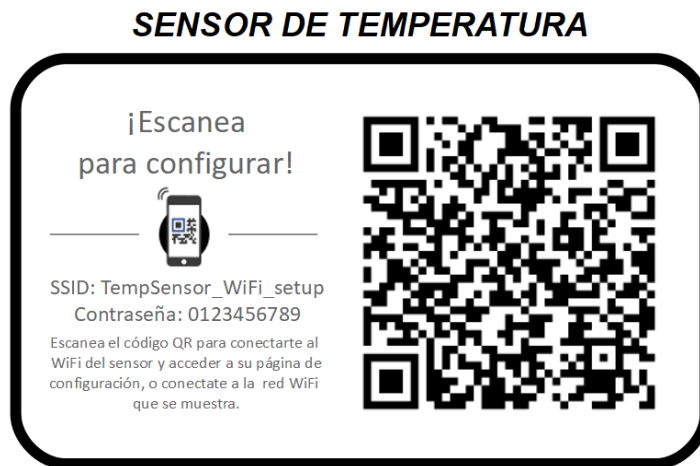 SENSOR DE TEMPERATURA
¡Escanea
para configurar!
SSID: TempSensor_WiFi_setup
Contraseña: 0123456789
Escanea el código QR para conectarte al
WiFi del sensor y acceder a su página de
configuración, o conectate a la red WiFi
que se muestra.